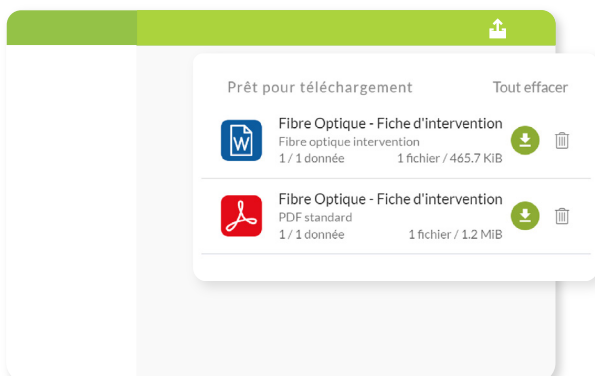 Prêt pour téléchargement Tout effacer
W
Fibre Optique - Fiche d'intervention
Fibre optique intervention
1 / 1 donnée 1 fichier / 465.7 KiB
Fibre Optique - Fiche d'intervention
PDF standard
1 / 1 donnée 1 fichier / 1.2 MiB